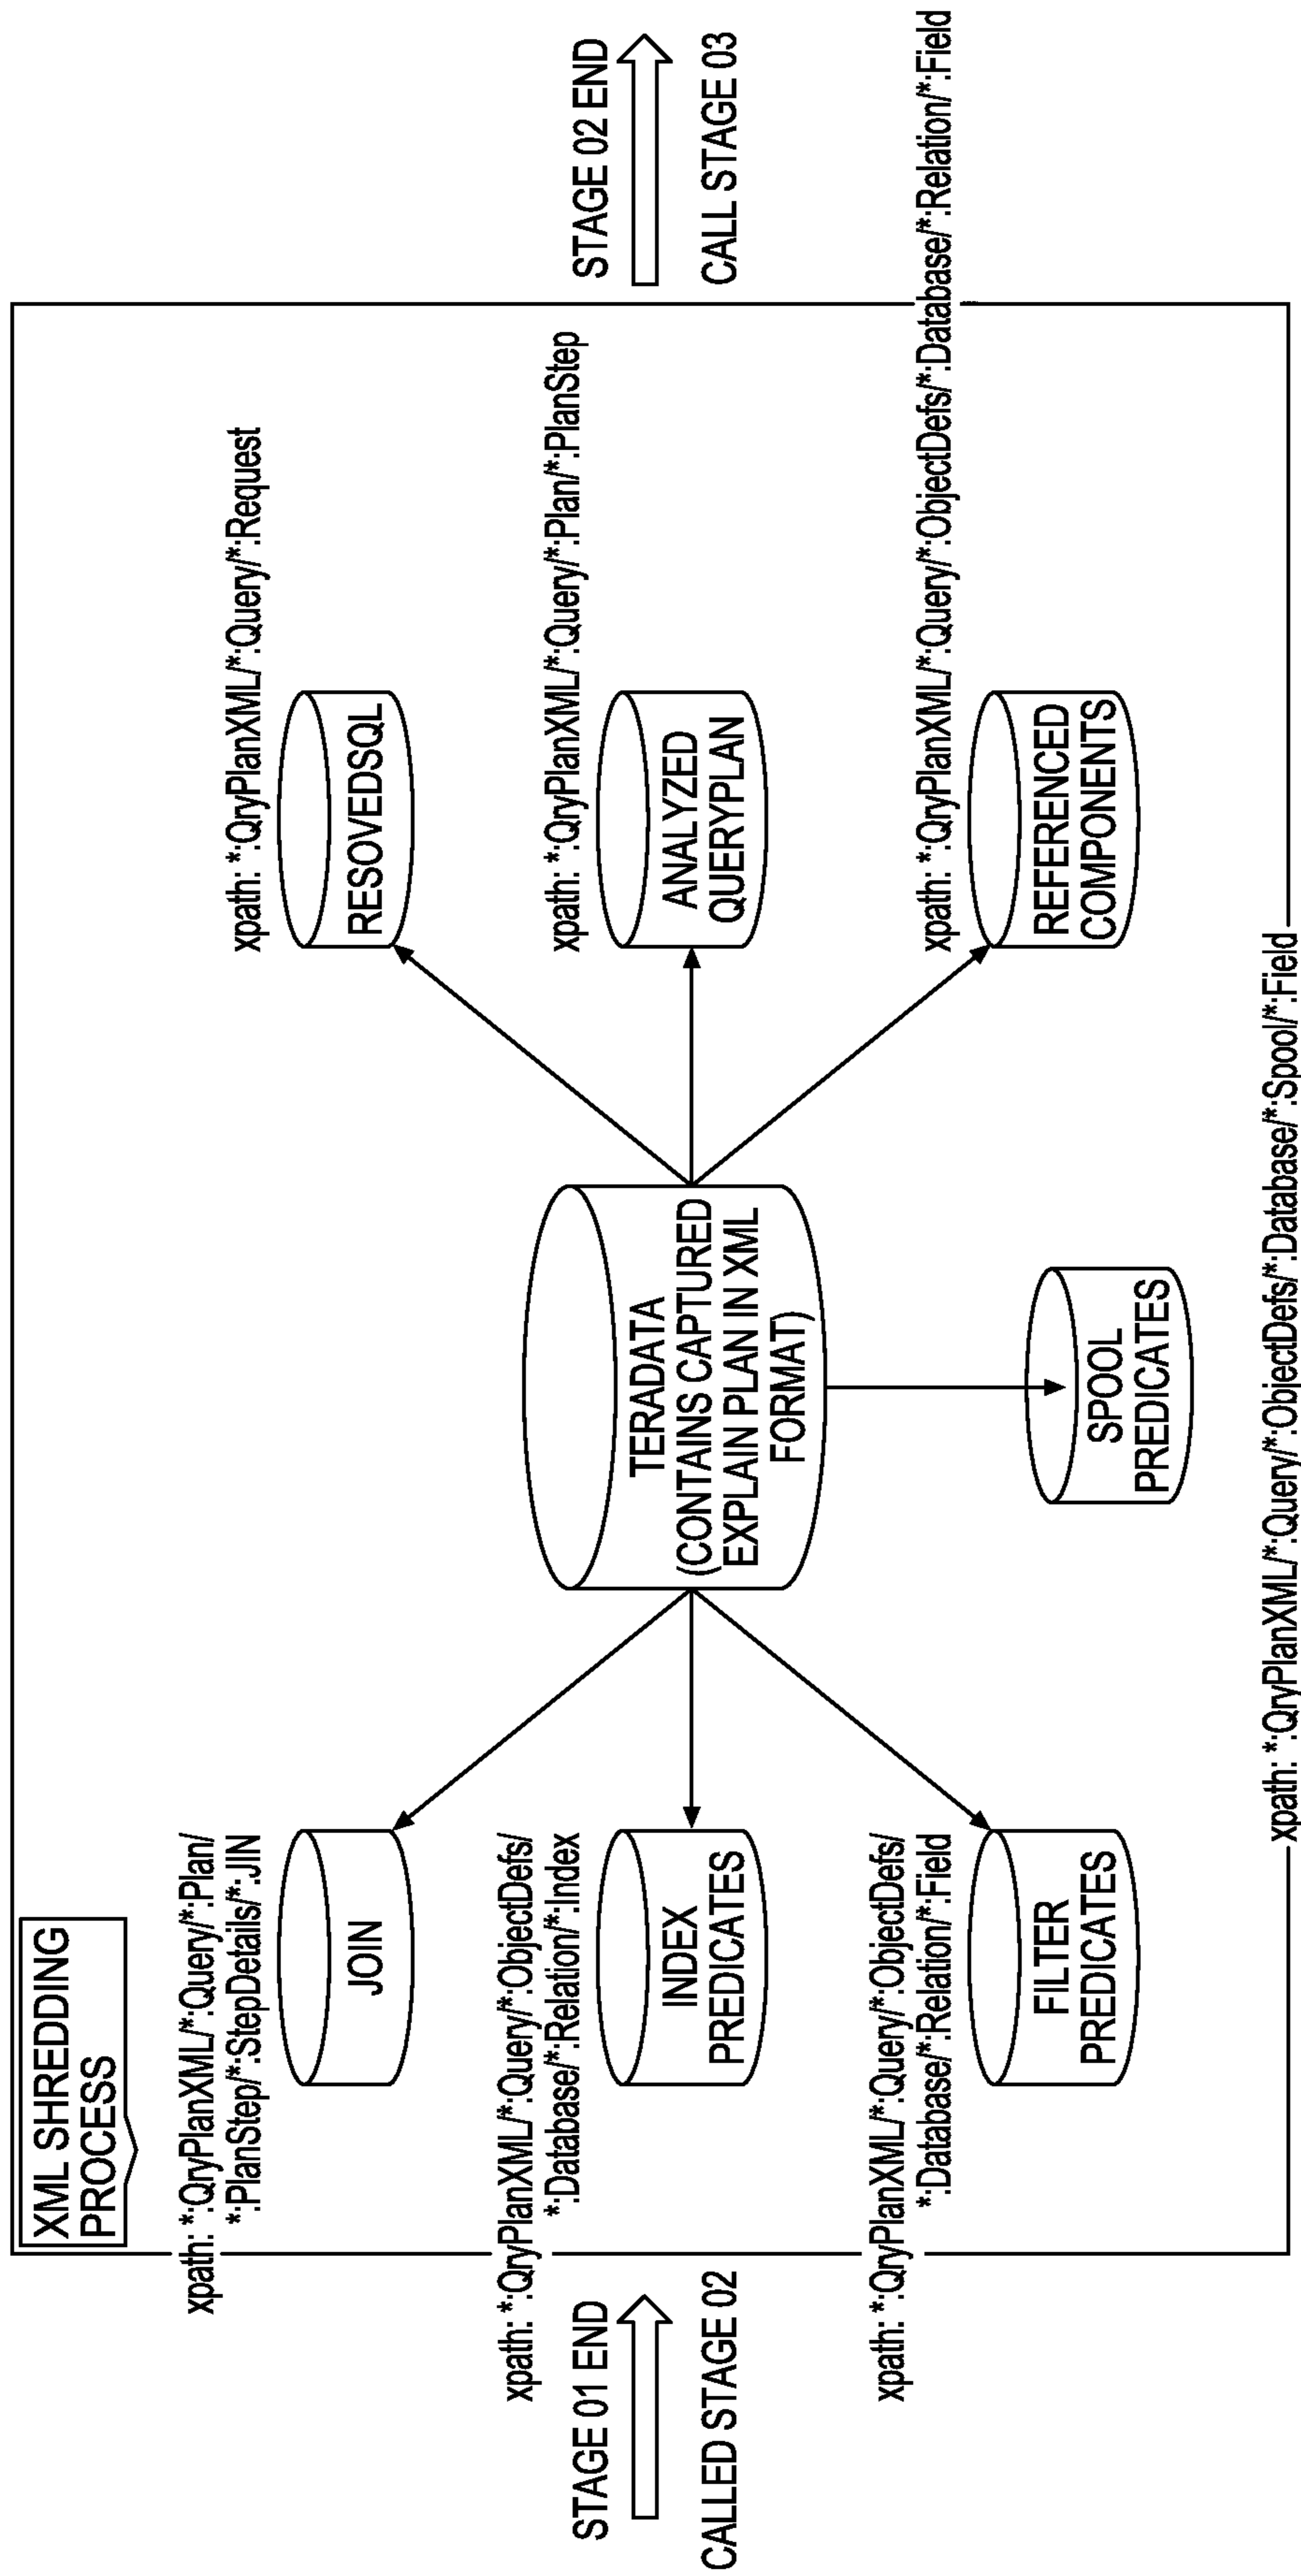 XML SHREDDING
PROCESS
STAGE 01 END
CALLED STAGE 02
xpath: *:QryPlanXML/*:Query/*:Plan/
*:PlanStep/*:StepDetails/*:JIN
JOIN
xpath: *:QryPlanXML/*:Query/*:ObjectDefs/
*:Database/*:Relation/*:Index
INDEX
PREDICATES
xpath: *:QryPlanXML/*:Query/*:ObjectDefs/
*:Database/*:Relation/*:Field
FILTER
PREDICATES
TERADATA
(CONTAINS CAPTURED
EXPLAIN PLAN IN XML
FORMAT)
SPOOL
PREDICATES
xpath: *:QryPlanXML/*:Query/*:ObjectDefs/*:Database/*:Spool/*:Field
xpath: *:QryPlanXML/*:Query/*:Request
RESOVEDSQL
xpath: *:QryPlanXML/*:Query/*:Plan/*:PlanStep
ANALYZED
QUERYPLAN
xpath: *:QryPlanXML/*:Query/*:ObjectDefs/*:Database/*:Relation/*:Field
REFERENCED
COMPONENTS
STAGE 02 END
CALL STAGE 03